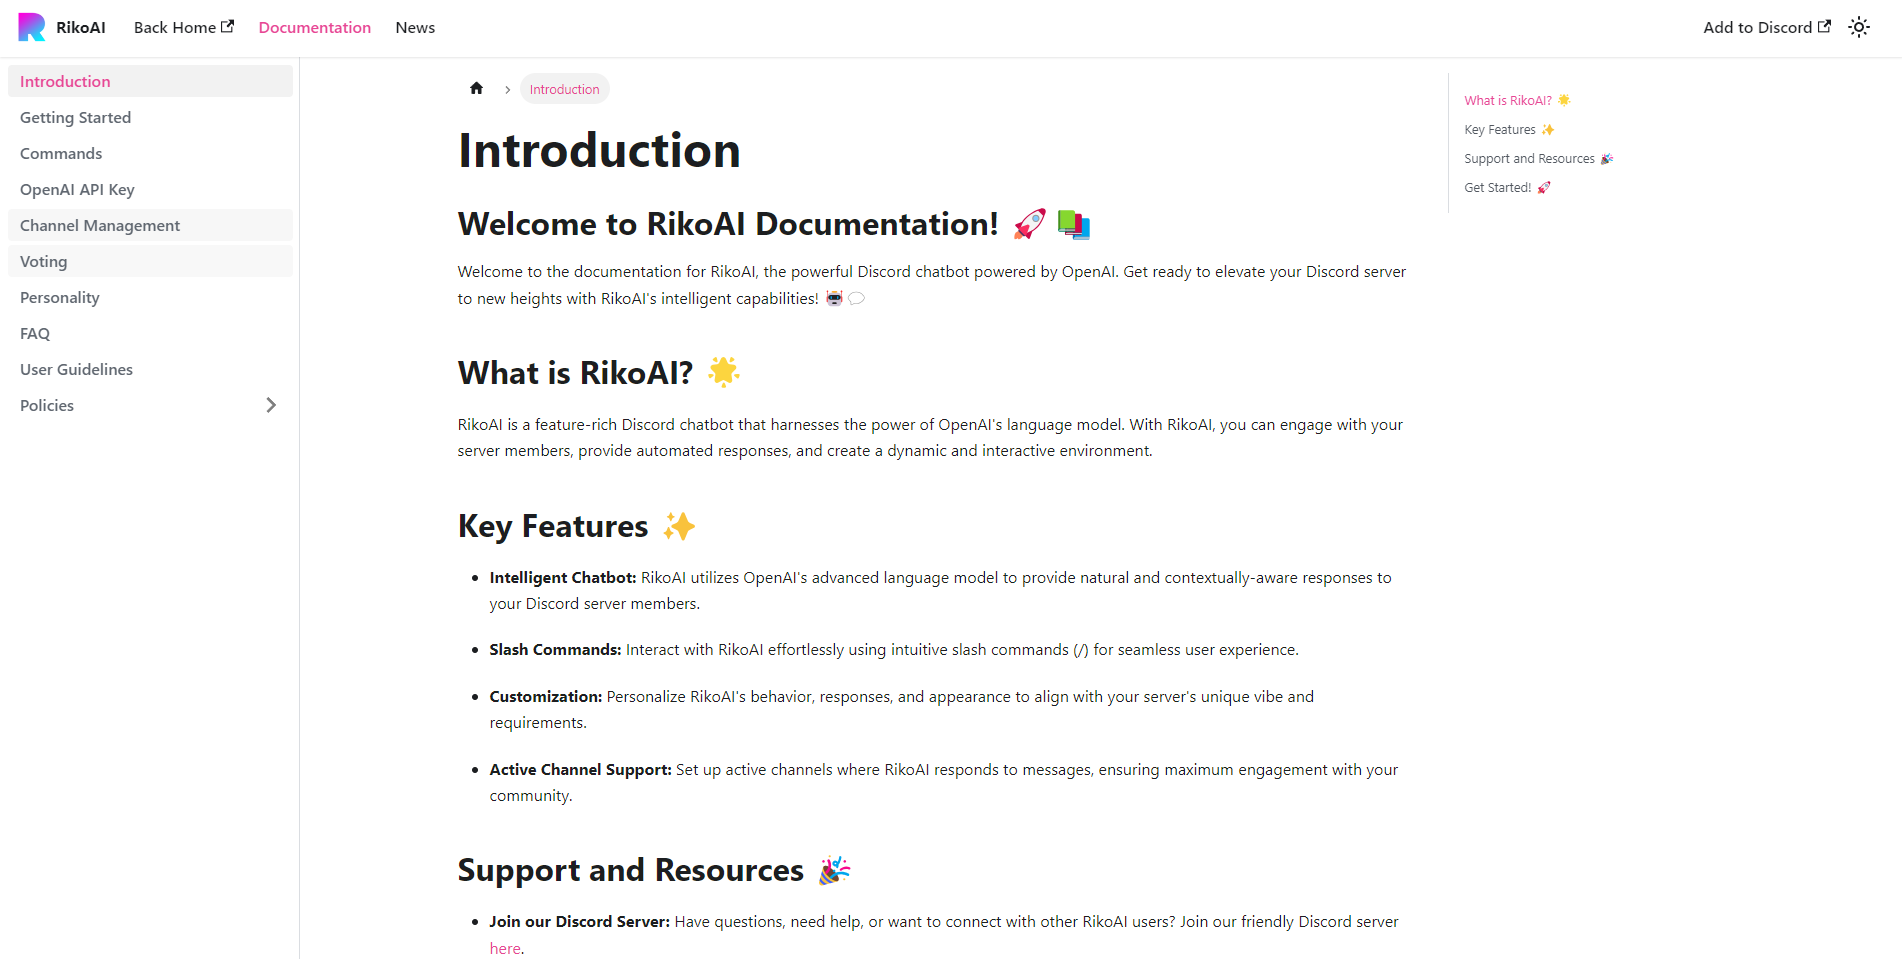 RikoAI Back Home Documentation News Add to Discord
Introduction
Getting Started
Commands
OpenAI API Key
Channel Management
Voting
Personality
FAQ
User Guidelines
Policies
Introduction
Introduction
Welcome to RikoAI Documentation! 🚀 📚
Welcome to the documentation for RikoAI, the powerful Discord chatbot powered by OpenAI. Get ready to elevate your Discord server
to new heights with RikoAI's intelligent capabilities! 🤖💬
What is RikoAI? 🌟
RikoAI is a feature-rich Discord chatbot that harnesses the power of OpenAI's language model. With RikoAI, you can engage with your
server members, provide automated responses, and create a dynamic and interactive environment.
Key Features ✨
• Intelligent Chatbot: RikoAI utilizes OpenAI's advanced language model to provide natural and contextually-aware responses to
your Discord server members.
• Slash Commands: Interact with RikoAI effortlessly using intuitive slash commands (/) for seamless user experience.
• Customization: Personalize RikoAI's behavior, responses, and appearance to align with your server's unique vibe and
requirements.
• Active Channel Support: Set up active channels where RikoAI responds to messages, ensuring maximum engagement with your
community.
Support and Resources 🎉
• Join our Discord Server: Have questions, need help, or want to connect with other RikoAI users? Join our friendly Discord server
here.
What is RikoAI? 🌟
Key Features ✨
Support and Resources 🎉
Get Started! 🚀